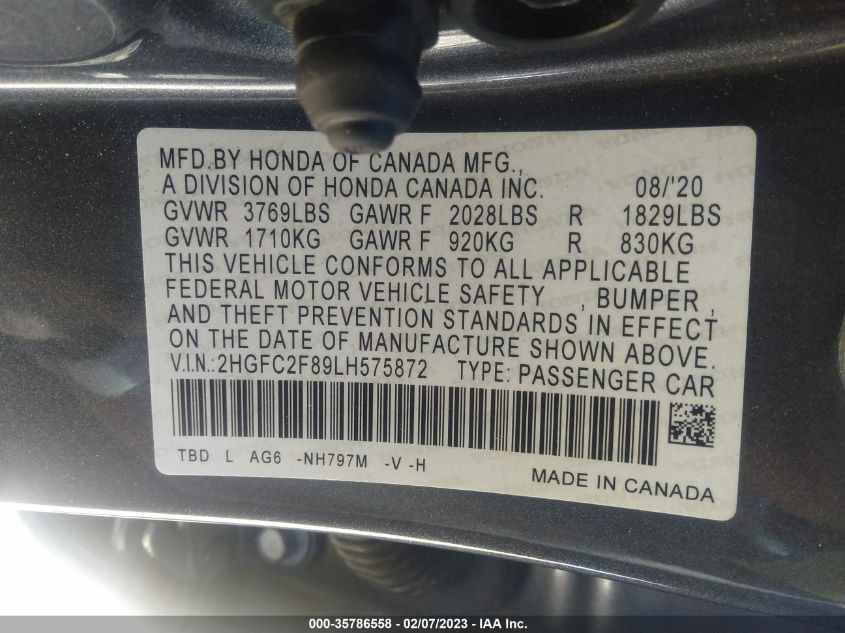 MFD.BY HONDA OF CANADA MFG.,
A DIVISION OF HONDA CANADA INC. 08/'20
GVWR 3769LBS GAWR F 2028LBS R 1829LBS
GVWR 1710KG GAWR F 920KG R 830KG
THIS VEHICLE CONFORMS TO ALL APPLICABLE
FEDERAL MOTOR VEHICLE SAFETY , BUMPER ,
AND THEFT PREVENTION STANDARDS IN EFFECT
ON THE DATE OF MANUFACTURE SHOWN ABOVE.
V.I.N.:2HGFC2F89LH575872 TYPE: PASSENGER CAR
TBD L AG6 -NH797M -V -H
MADE IN CANADA
000-35786558 — 02/07/2023 — IAA Inc.